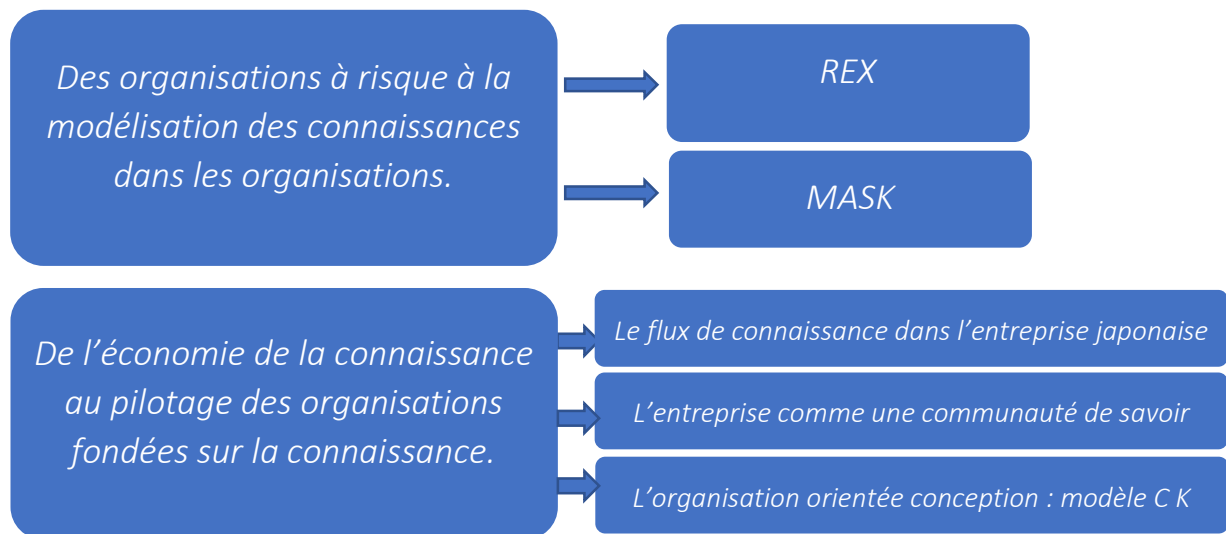 Des organisations à risque à la
modélisation des connaissances
dans les organisations.
REX
MASK
De l’économie de la connaissance
au pilotage des organisations
fondées sur la connaissance.
Le flux de connaissance dans l’entreprise japonaise
L’entreprise comme une communauté de savoir
L’organisation orientée conception : modèle C K